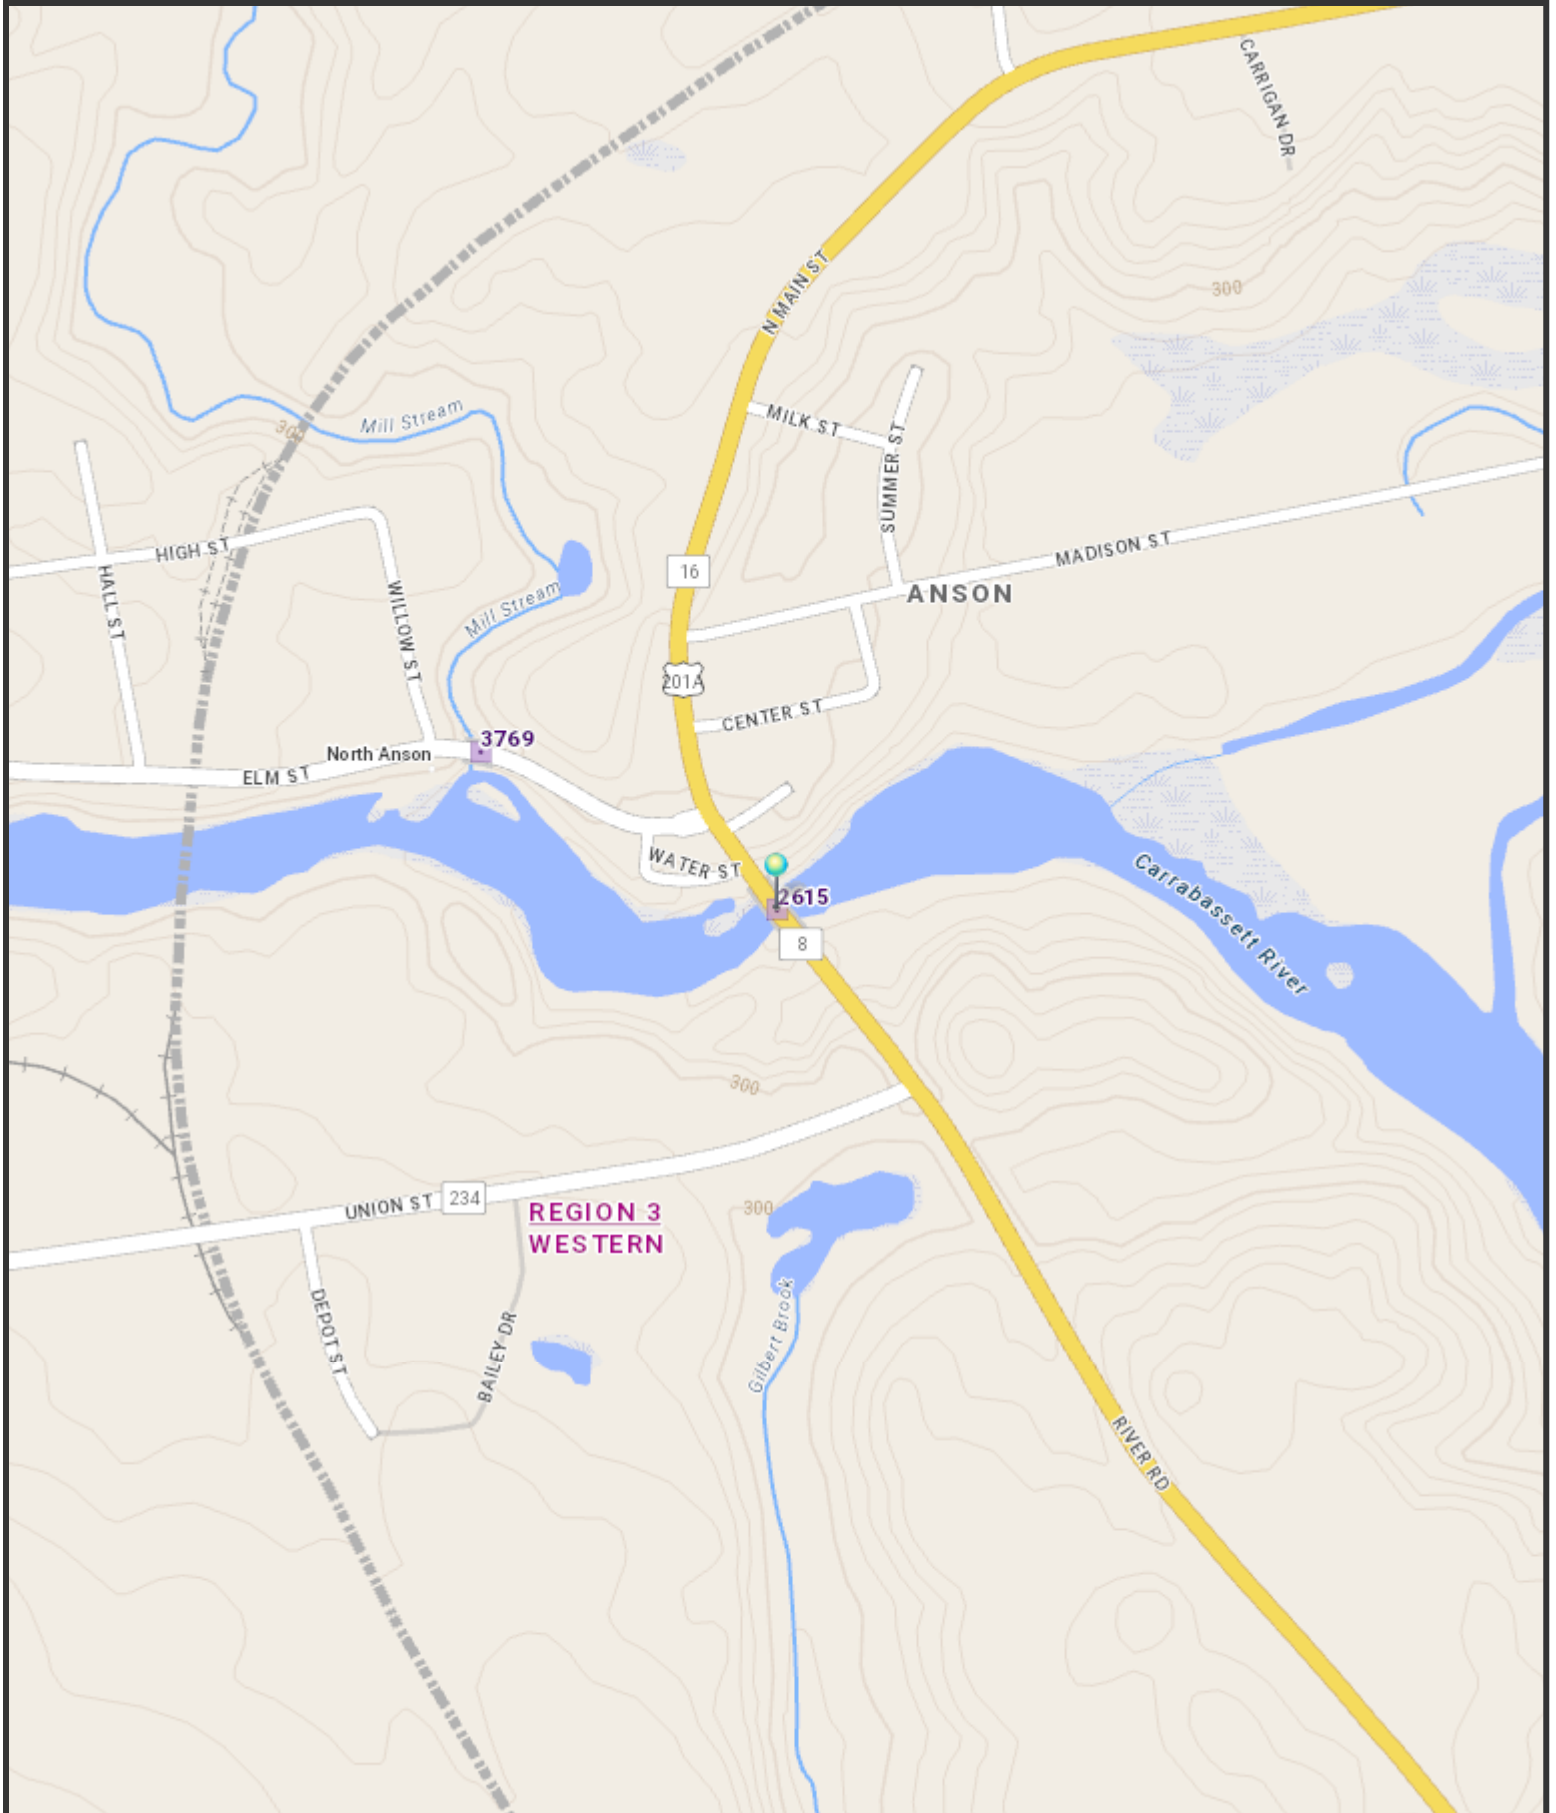 CARRIGAN DR
N MAIN ST
300
Mill Stream
MILK ST
300
SUMMER ST
MADISON ST
HIGH ST
HALL ST
WILLOW ST
16
ANSON
Mill Stream
201A
CENTER ST
3769
North Anson
ELM ST
WATER ST
2615
8
Carrabassett River
300
UNION ST
234
REGION 3
WESTERN
300
DEPOT ST
BAILEY DR
Gilbert Brook
RIVER RD